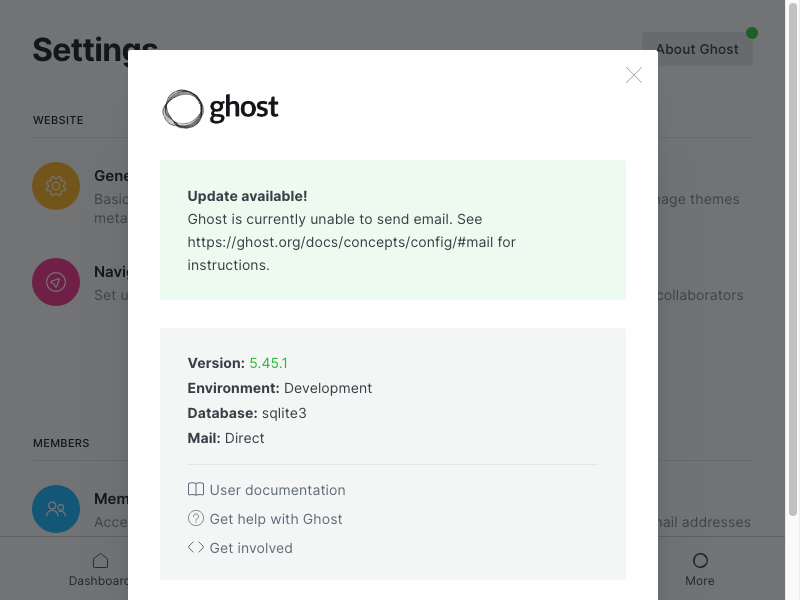 Settings
About Ghost
ghost
WEBSITE
Update available!
Ghost is currently unable to send email. See
https://ghost.org/docs/concepts/config/#mail for
instructions.
Gene
Basic
meta
nage themes
Navi
Set u
collaborators
Version: 5.45.1
Environment: Development
Database: sqlite3
Mail: Direct
MEMBERS
User documentation
Get help with Ghost
Get involved
Mem
Acce
mail addresses
Dashboard
More